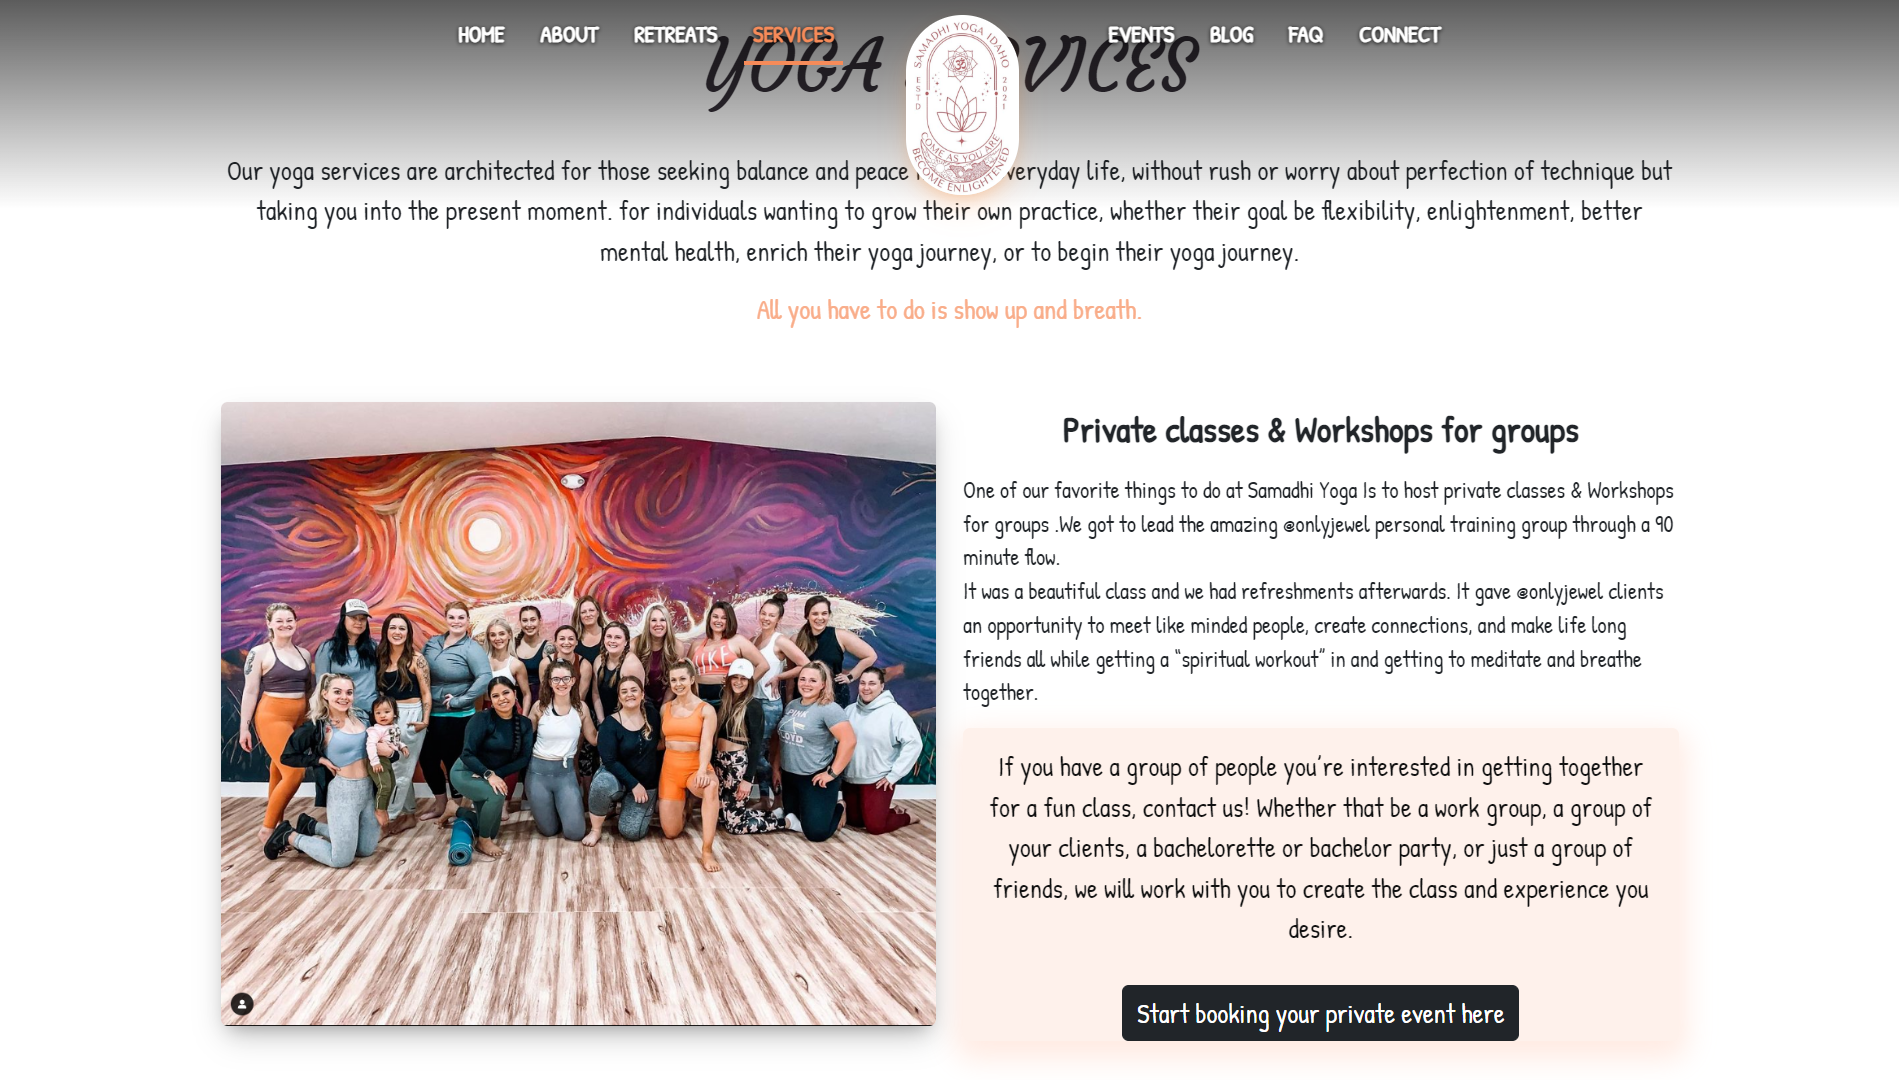 HOME ABOUT RETREATS SERVICES EVENTS BLOG FAQ CONNECT
SAMADHI YOGA IDAHO
ESTD 2021
COME AS YOU ARE
BECOME ENLIGHTENED
YOGA
Our yoga services are architected for those seeking balance and peace everyday life, without rush or worry about perfection of technique but
taking you into the present moment. for individuals wanting to grow their own practice, whether their goal be flexibility, enlightenment, better
mental health, enrich their yoga journey, or to begin their yoga journey.
All you have to do is show up and breath.
Private classes & Workshops for groups
One of our favorite things to do at Samadhi Yoga Is to host private classes & Workshops
for groups .We got to lead the amazing @onlyjewel personal training group through a 90
minute flow.
It was a beautiful class and we had refreshments afterwards. It gave @onlyjewel clients
an opportunity to meet like minded people, create connections, and make life long
friends all while getting a "spiritual workout" in and getting to meditate and breathe
together.
If you have a group of people you're interested in getting together
for a fun class, contact us! Whether that be a work group, a group of
your clients, a bachelorette or bachelor party, or just a group of
friends, we will work with you to create the class and experience you
desire.
Start booking your private event here